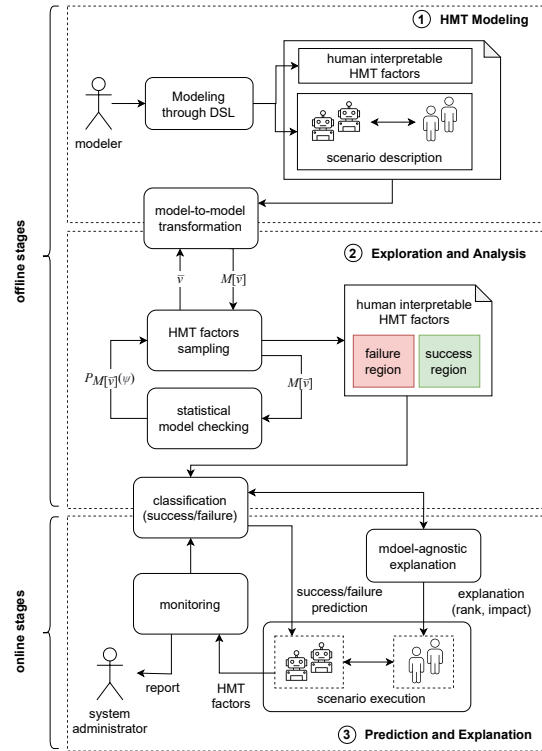 1 HMT Modeling
human interpretable
HMT factors
Modeling
through DSL
modeler
scenario description
model-to-model
transformation
offline stages
2 Exploration and Analysis
v̅
M[v̅]
human interpretable
HMT factors
HMT factors
sampling
failure
region
success
region
P_M[v̅](ψ)
M[v̅]
statistical
model checking
classification
(success/failure)
mdoel-agnostic
explanation
online stages
success/failure
prediction
explanation
(rank, impact)
monitoring
report
HMT
factors
system
administrator
scenario execution
3 Prediction and Explanation